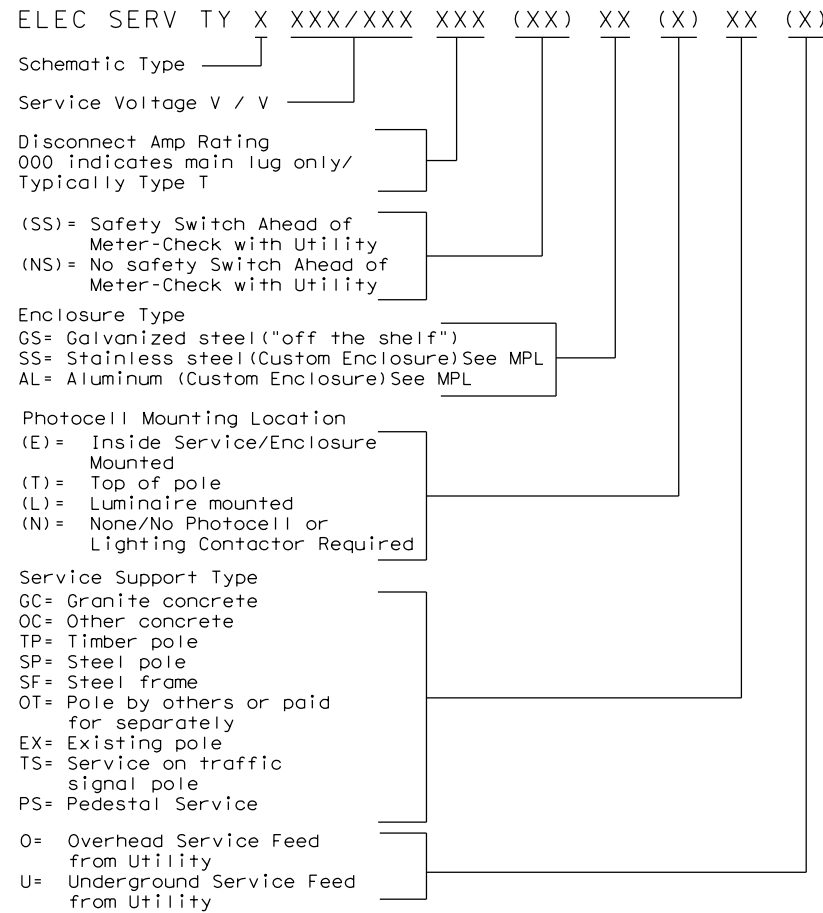 ELEC SERV TY X XXX/XXX XXX (XX) XX (X) XX (X)
Schematic Type
Service Voltage V / V
Disconnect Amp Rating
000 indicates main lug only/
Typically Type T
(SS)= Safety Switch Ahead of
Meter-Check with Utility
(NS)= No safety Switch Ahead of
Meter-Check with Utility
Enclosure Type
GS= Galvanized steel("off the shelf")
SS= Stainless steel(Custom Enclosure)See MPL
AL= Aluminum (Custom Enclosure)See MPL
Photocell Mounting Location
(E)= Inside Service/Enclosure
Mounted
(T)= Top of pole
(L)= Luminaire mounted
(N)= None/No Photocell or
Lighting Contactor Required
Service Support Type
GC= Granite concrete
OC= Other concrete
TP= Timber pole
SP= Steel pole
SF= Steel frame
OT= Pole by others or paid
for separately
EX= Existing pole
TS= Service on traffic
signal pole
PS= Pedestal Service
O= Overhead Service Feed
from Utility
U= Underground Service Feed
from Utility